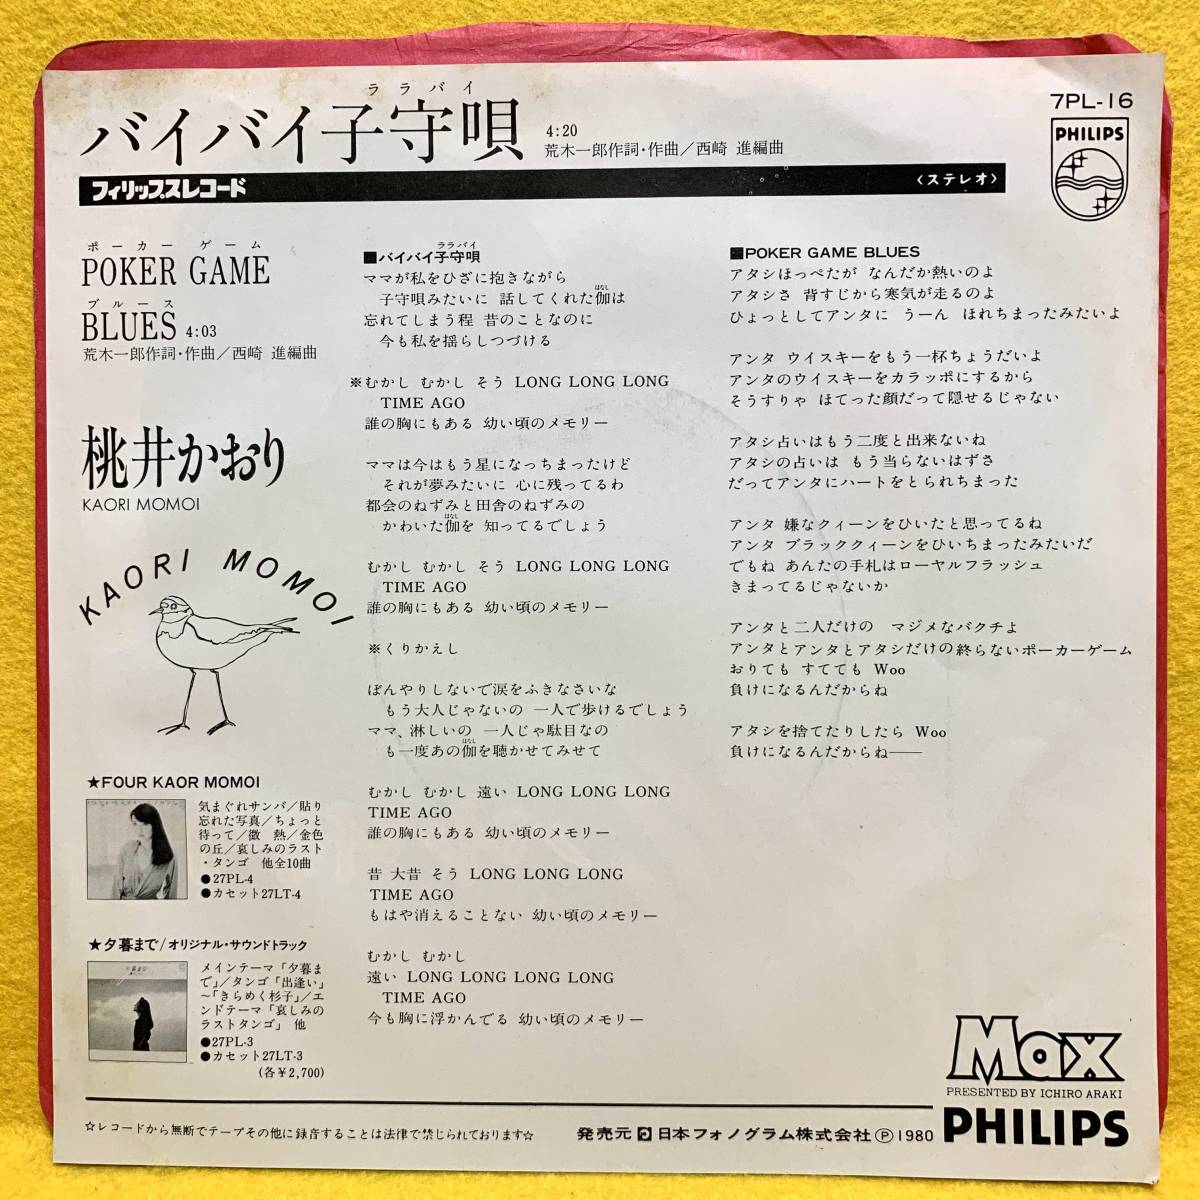 ララバイ
バイバイ子守唄 4:20
荒木一郎作詞・作曲／西崎 進編曲
7PL-16
PHILIPS
フィリップスレコード
〈ステレオ〉
ポーカー ゲーム
POKER GAME
ブルース
BLUES 4:03
荒木一郎作詞・作曲／西崎 進編曲
桃井かおり
KAORI MOMOI
KAORI MOMOI
★FOUR KAOR MOMOI
気まぐれサンバ／貼り
忘れた写真／ちょっと
待って／微 熱／金色
の丘／哀しみのラスト
・タンゴ 他全10曲
●27PL-4
●カセット27LT-4
★夕暮まで/オリジナル・サウンドトラック
メインテーマ「夕暮ま
で」／タンゴ「出逢い」
〜「きらめく杉子」／エ
ンドテーマ「哀しみの
ラストタンゴ」 他
●27PL-3
●カセット27LT-3
(各¥2,700)
ララバイ
■バイバイ子守唄
ママが私をひざに抱きながら
子守唄みたいに 話してくれた伽は
はなし
忘れてしまう程 昔のことなのに
今も私を揺らしつづける
※むかし むかし そう LONG LONG LONG
TIME AGO
誰の胸にもある 幼い頃のメモリー
ママは今はもう星になっちまったけど
それが夢みたいに 心に残ってるわ
都会のねずみと田舎のねずみの
はなし
かわいた伽を 知ってるでしょう
むかし むかし そう LONG LONG LONG
TIME AGO
誰の胸にもある 幼い頃のメモリー
※くりかえし
ぼんやりしないで涙をふきなさいな
もう大人じゃないの 一人で歩けるでしょう
ママ、淋しいの 一人じゃ駄目なの
はなし
も一度あの伽を聴かせてみせて
むかし むかし 遠い LONG LONG LONG
TIME AGO
誰の胸にもある 幼い頃のメモリー
昔 大昔 そう LONG LONG LONG
TIME AGO
もはや消えることない 幼い頃のメモリー
むかし むかし
遠い LONG LONG LONG LONG
TIME AGO
今も胸に浮かんでる 幼い頃のメモリー
■POKER GAME BLUES
アタシほっぺたが なんだか熱いのよ
アタシさ 背すじから寒気が走るのよ
ひょっとしてアンタに うーん ほれちまったみたいよ
アンタ ウイスキーをもう一杯ちょうだいよ
アンタのウイスキーをカラッポにするから
そうすりゃ ほてった顔だって隠せるじゃない
アタシ占いはもう二度と出来ないね
アタシの占いは もう当らないはずさ
だってアンタにハートをとられちまった
アンタ 嫌なクィーンをひいたと思ってるね
アンタ ブラッククィーンをひいちまったみたいだ
でもね あんたの手札はローヤルフラッシュ
きまってるじゃないか
アンタと二人だけの マジメなバクチよ
アンタとアンタとアタシだけの終らないポーカーゲーム
おりても すてても Woo
負けになるんだからね
アタシを捨てたりしたら Woo
負けになるんだからね――
Max
PRESENTED BY ICHIRO ARAKI
PHILIPS
☆レコードから無断でテープその他に録音することは法律で禁じられております☆
発売元 日本フォノグラム株式会社Ⓟ1980